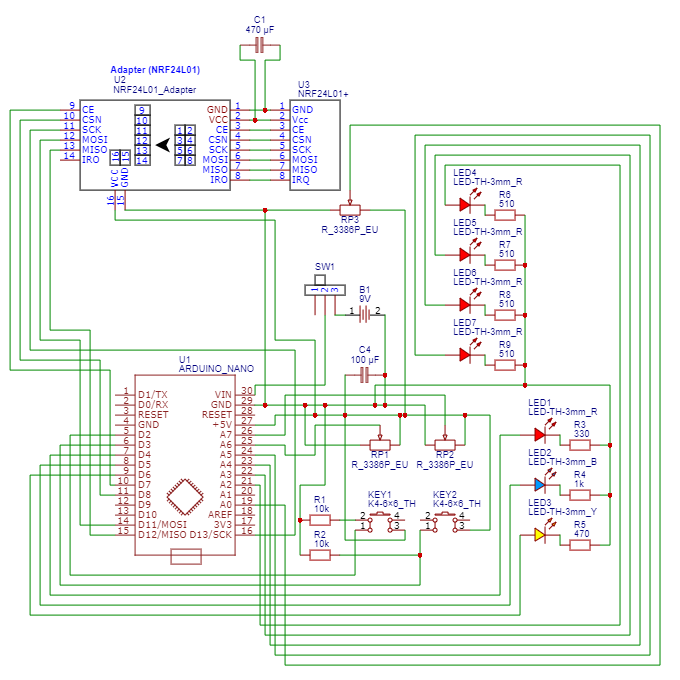 C1
470 µF
Adapter (NRF24L01)
U2
NRF24L01_Adapter
U3
NRF24L01+
9 CE
10 CSN
11 SCK
12 MOSI
13 MISO
14 IRO
9
10
11
12
13
14
1 2
3 4
5 6
7 8
16 15
VCC GND
16 15
GND 1
VCC 2
CE 3
CSN 4
SCK 5
MOSI 6
MISO 7
IRO 8
1 GND
2 Vcc
3 CE
4 CSN
5 SCK
6 MOSI
7 MISO
8 IRQ
RP3
R_3386P_EU
LED4
LED-TH-3mm_R
R6
510
LED5
LED-TH-3mm_R
R7
510
LED6
LED-TH-3mm_R
R8
510
LED7
LED-TH-3mm_R
R9
510
SW1
1 2 3
B1
9V
1 2
C4
100 µF
U1
ARDUINO_NANO
1 D1/TX VIN 30
2 D0/RX GND 29
3 RESET RESET 28
4 GND +5V 27
5 D2 A7 26
6 D3 A6 25
7 D4 A5 24
8 D5 A4 23
9 D6 A3 22
10 D7 A2 21
11 D8 A1 20
12 D9 A0 19
13 D10 AREF 18
14 D11/MOSI 3V3 17
15 D12/MISO D13/SCK 16
RP1
R_3386P_EU
RP2
R_3386P_EU
R1
10k
R2
10k
KEY1
K4-6×6_TH
2 4
1 3
KEY2
K4-6×6_TH
2 4
1 3
LED1
LED-TH-3mm_R
R3
330
LED2
LED-TH-3mm_B
R4
1k
LED3
LED-TH-3mm_Y
R5
470